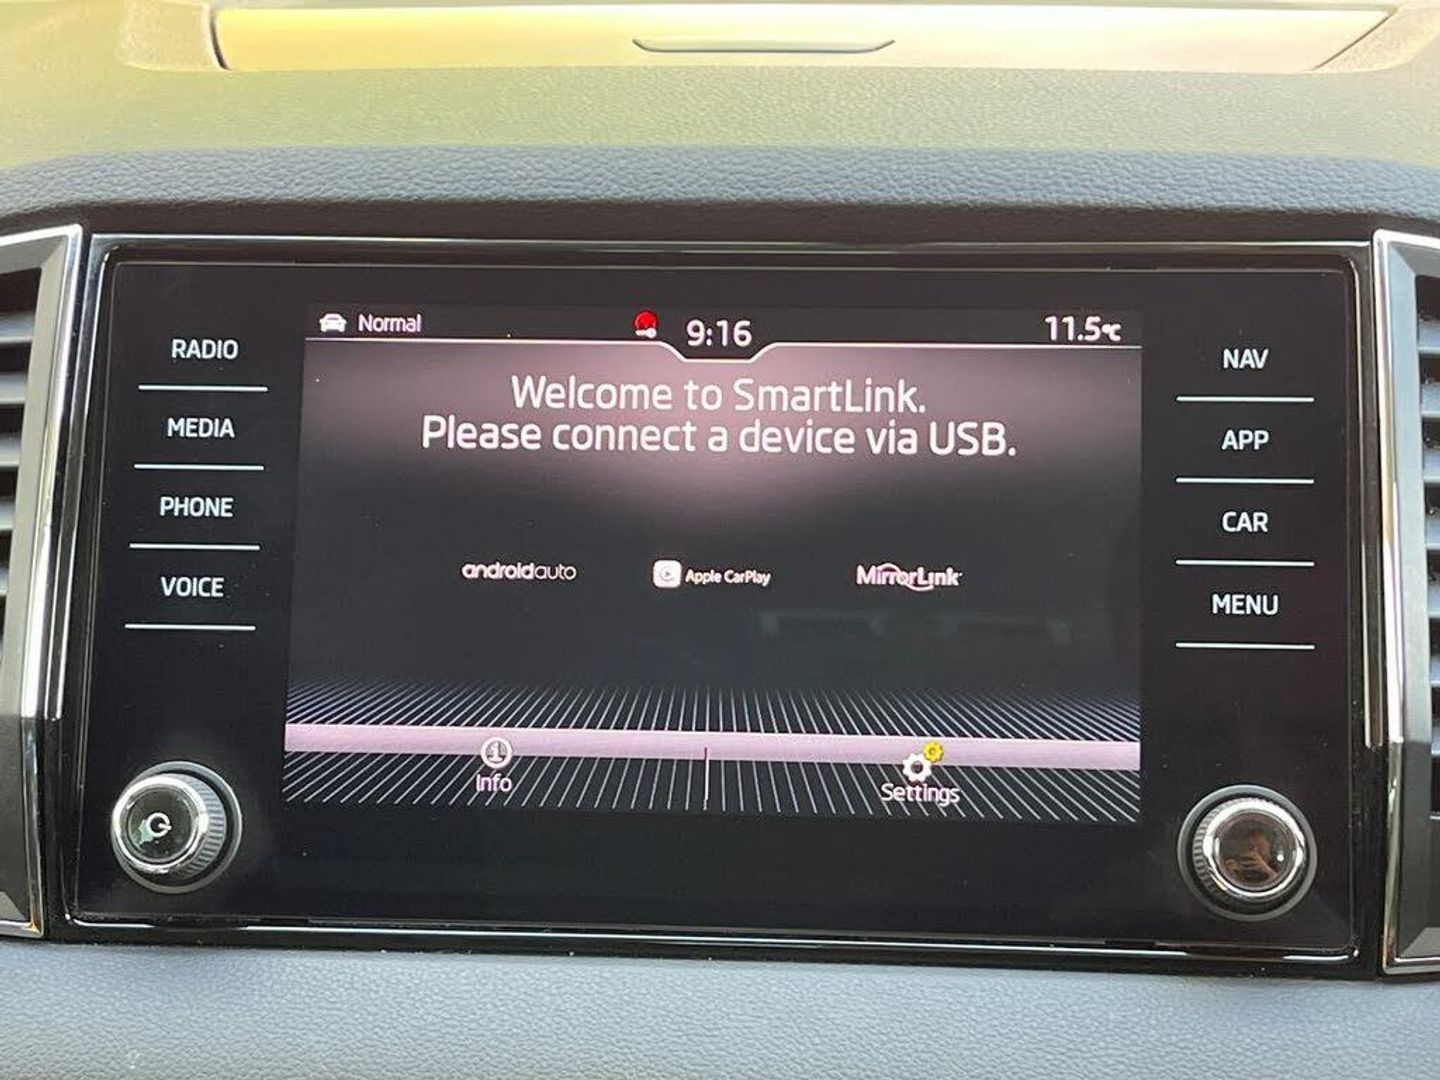 Normal
9:16
11.5°C
RADIO
MEDIA
PHONE
VOICE
Welcome to SmartLink.
Please connect a device via USB.
androidauto
Apple CarPlay
MirrorLink
Info
Settings
NAV
APP
CAR
MENU